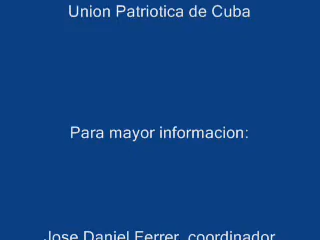 Union Patriotica de Cuba
Para mayor informacion:
Jose Daniel Ferrer, coordinador